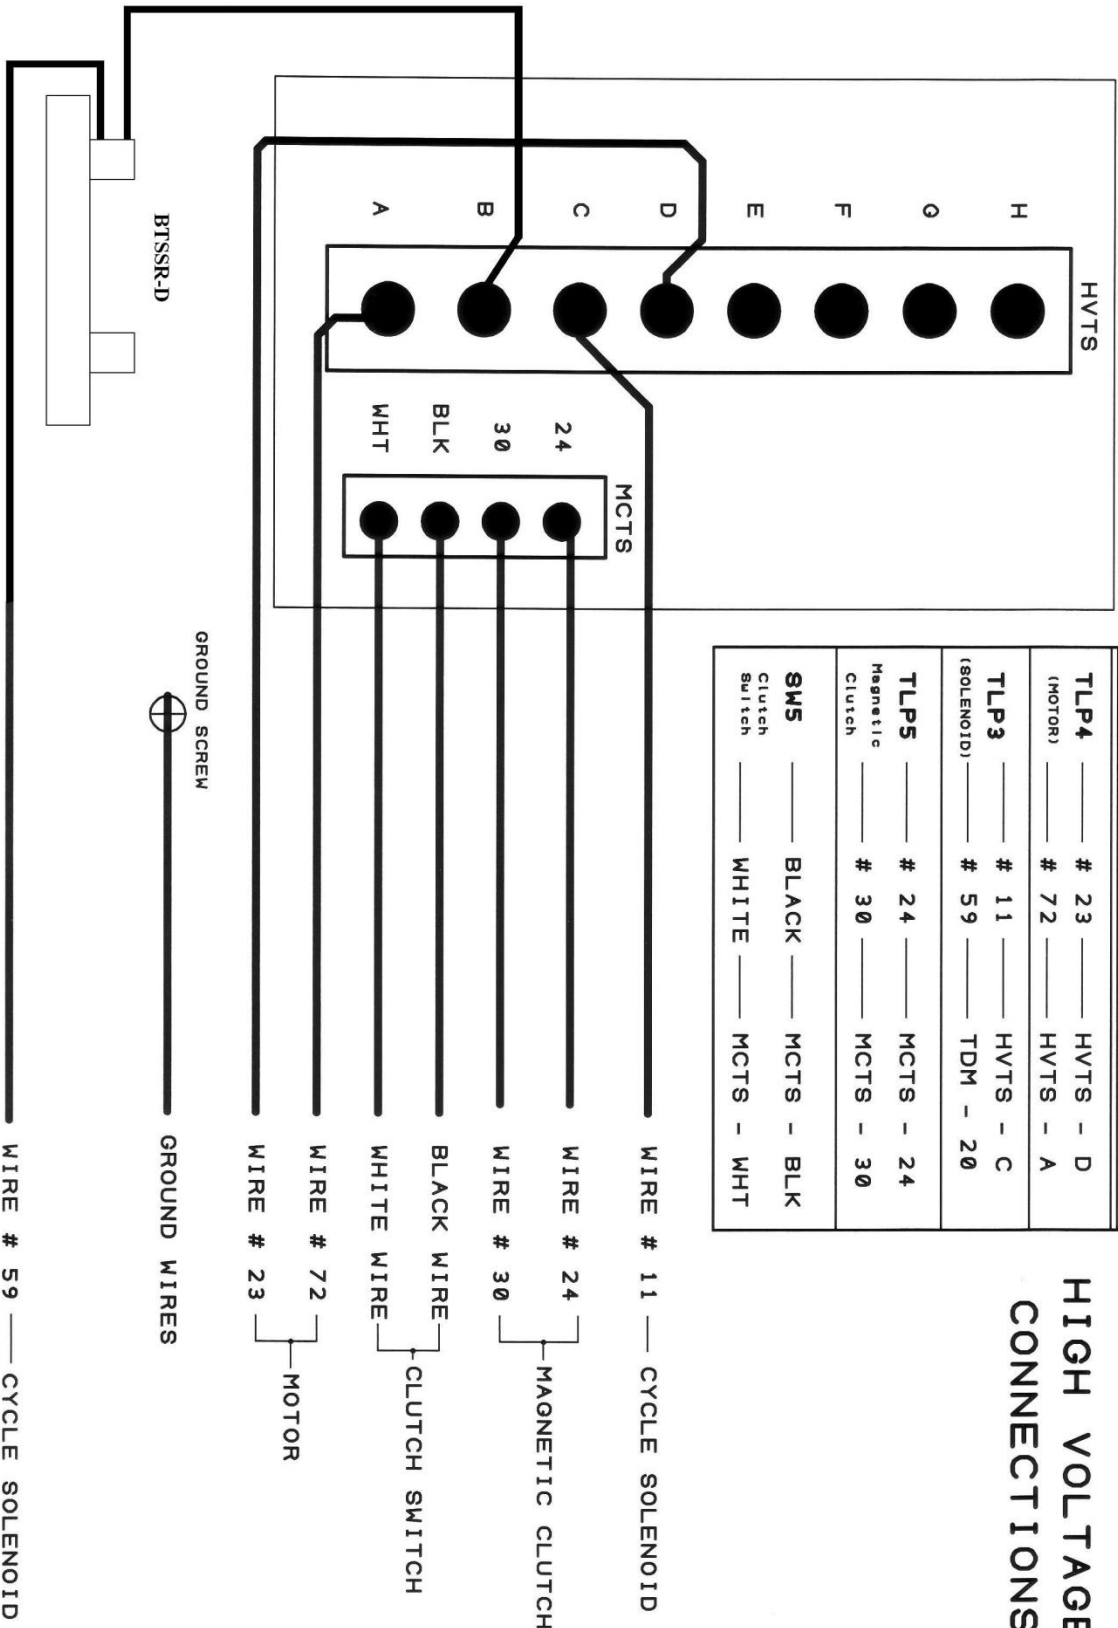 HIGH VOLTAGE
CONNECTIONS
TLP4 # 23 HVTS - D
(MOTOR) # 72 HVTS - A
TLP3 # 11 HVTS - C
(SOLENOID) # 59 TDM - 20
TLP5 # 24 MCTS - 24
Magnetic
Clutch # 30 MCTS - 30
SW5 BLACK MCTS - BLK
Clutch
Switch WHITE MCTS - WHT
HVTS
H
G
F
E
D
C
B
A
MCTS
24
30
BLK
WHT
WIRE # 11 CYCLE SOLENOID
WIRE # 24
WIRE # 30
MAGNETIC CLUTCH
BLACK WIRE
WHITE WIRE
CLUTCH SWITCH
WIRE # 72
WIRE # 23
MOTOR
GROUND SCREW
GROUND WIRES
BTSSR-D
WIRE # 59 CYCLE SOLENOID